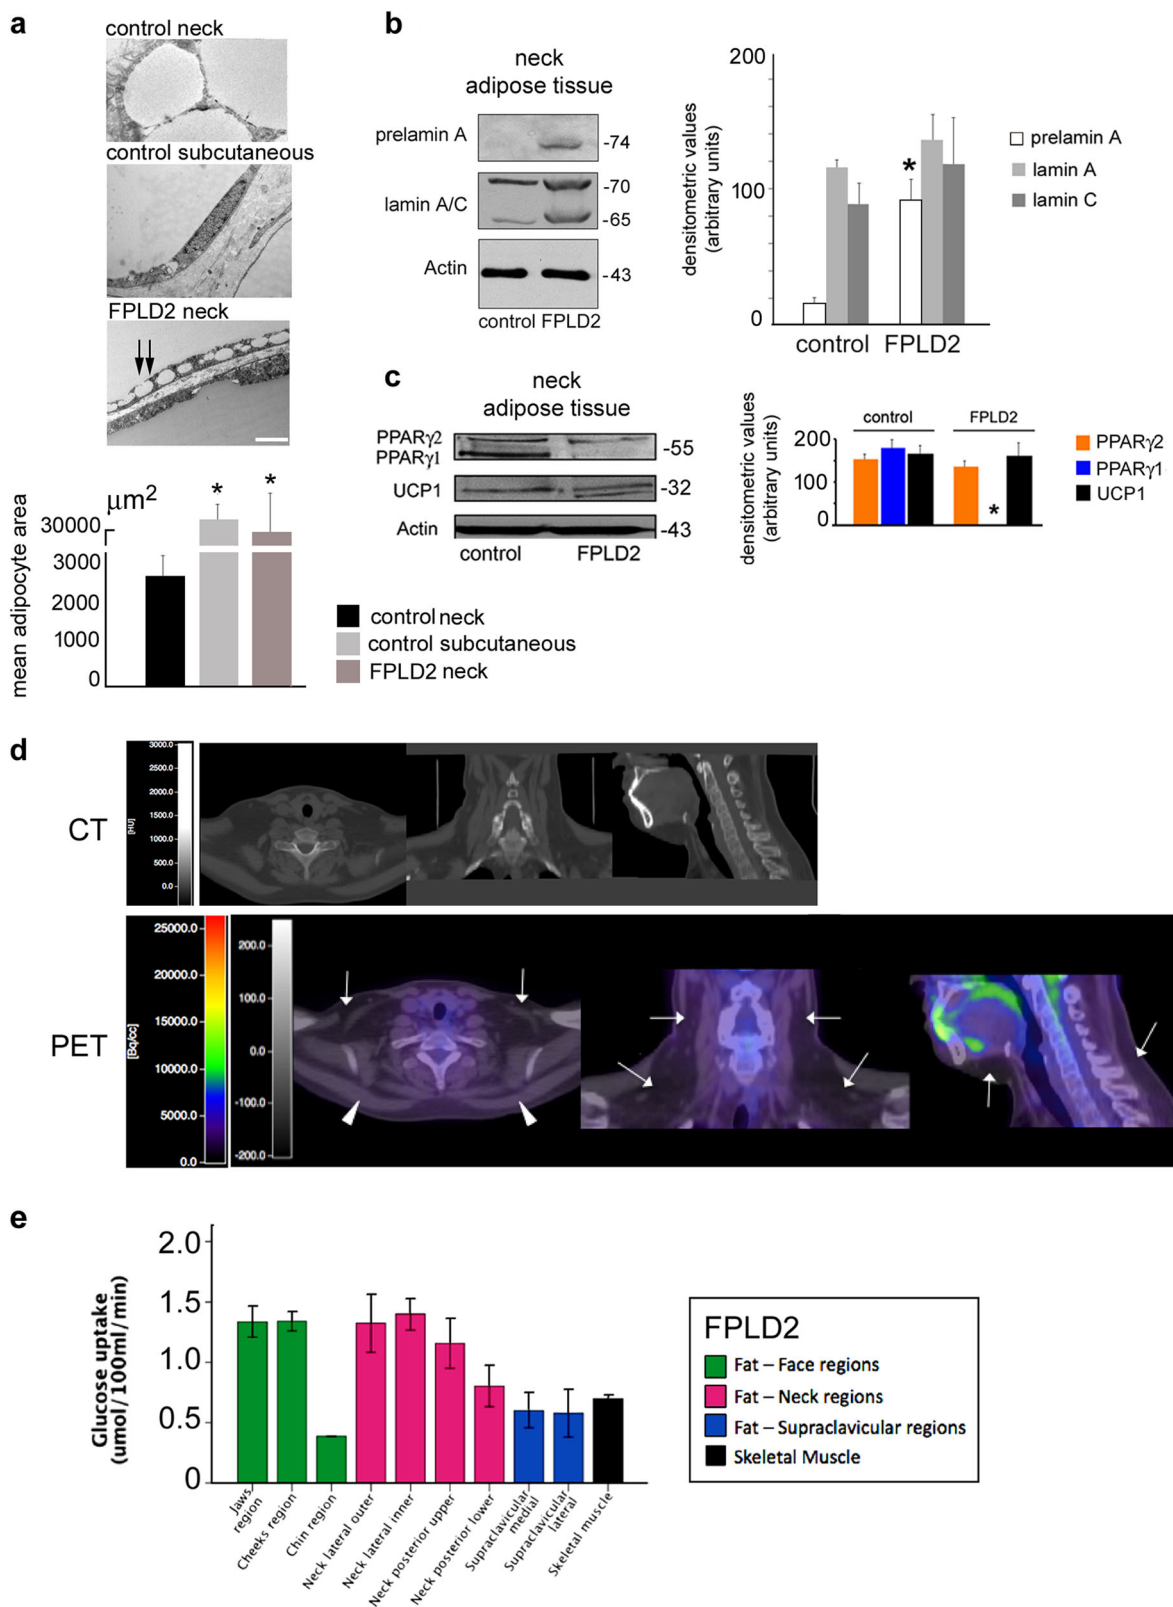 a
control neck
control subcutaneous
FPLD2 neck
μm2
mean adipocyte area
30000
3000
2000
1000
0
*
*
control neck
control subcutaneous
FPLD2 neck
b
neck
adipose tissue
prelamin A
-74
lamin A/C
-70
-65
Actin
-43
control FPLD2
densitometric values
(arbitrary units)
200
100
0
*
control FPLD2
prelamin A
lamin A
lamin C
c
neck
adipose tissue
PPARγ2
PPARγ1
-55
UCP1
-32
Actin
-43
control FPLD2
densitometric values
(arbitrary units)
200
100
0
control FPLD2
*
PPARγ2
PPARγ1
UCP1
d
CT
[HU]
3000.0
2500.0
2000.0
1500.0
1000.0
500.0
0.0
PET
[Bq/cc]
25000.0
20000.0
15000.0
10000.0
5000.0
0.0
200.0
100.0
0.0
-100.0
-200.0
e
Glucose uptake
(umol/100ml/min)
2.0
1.5
1.0
0.5
0
Jaws
region
Cheeks region
Chin region
Neck lateral outer
Neck lateral inner
Neck posterior upper
Neck posterior lower
Supraclavicular
medial
Supraclavicular
lateral
Skeletal muscle
FPLD2
Fat – Face regions
Fat – Neck regions
Fat – Supraclavicular regions
Skeletal Muscle